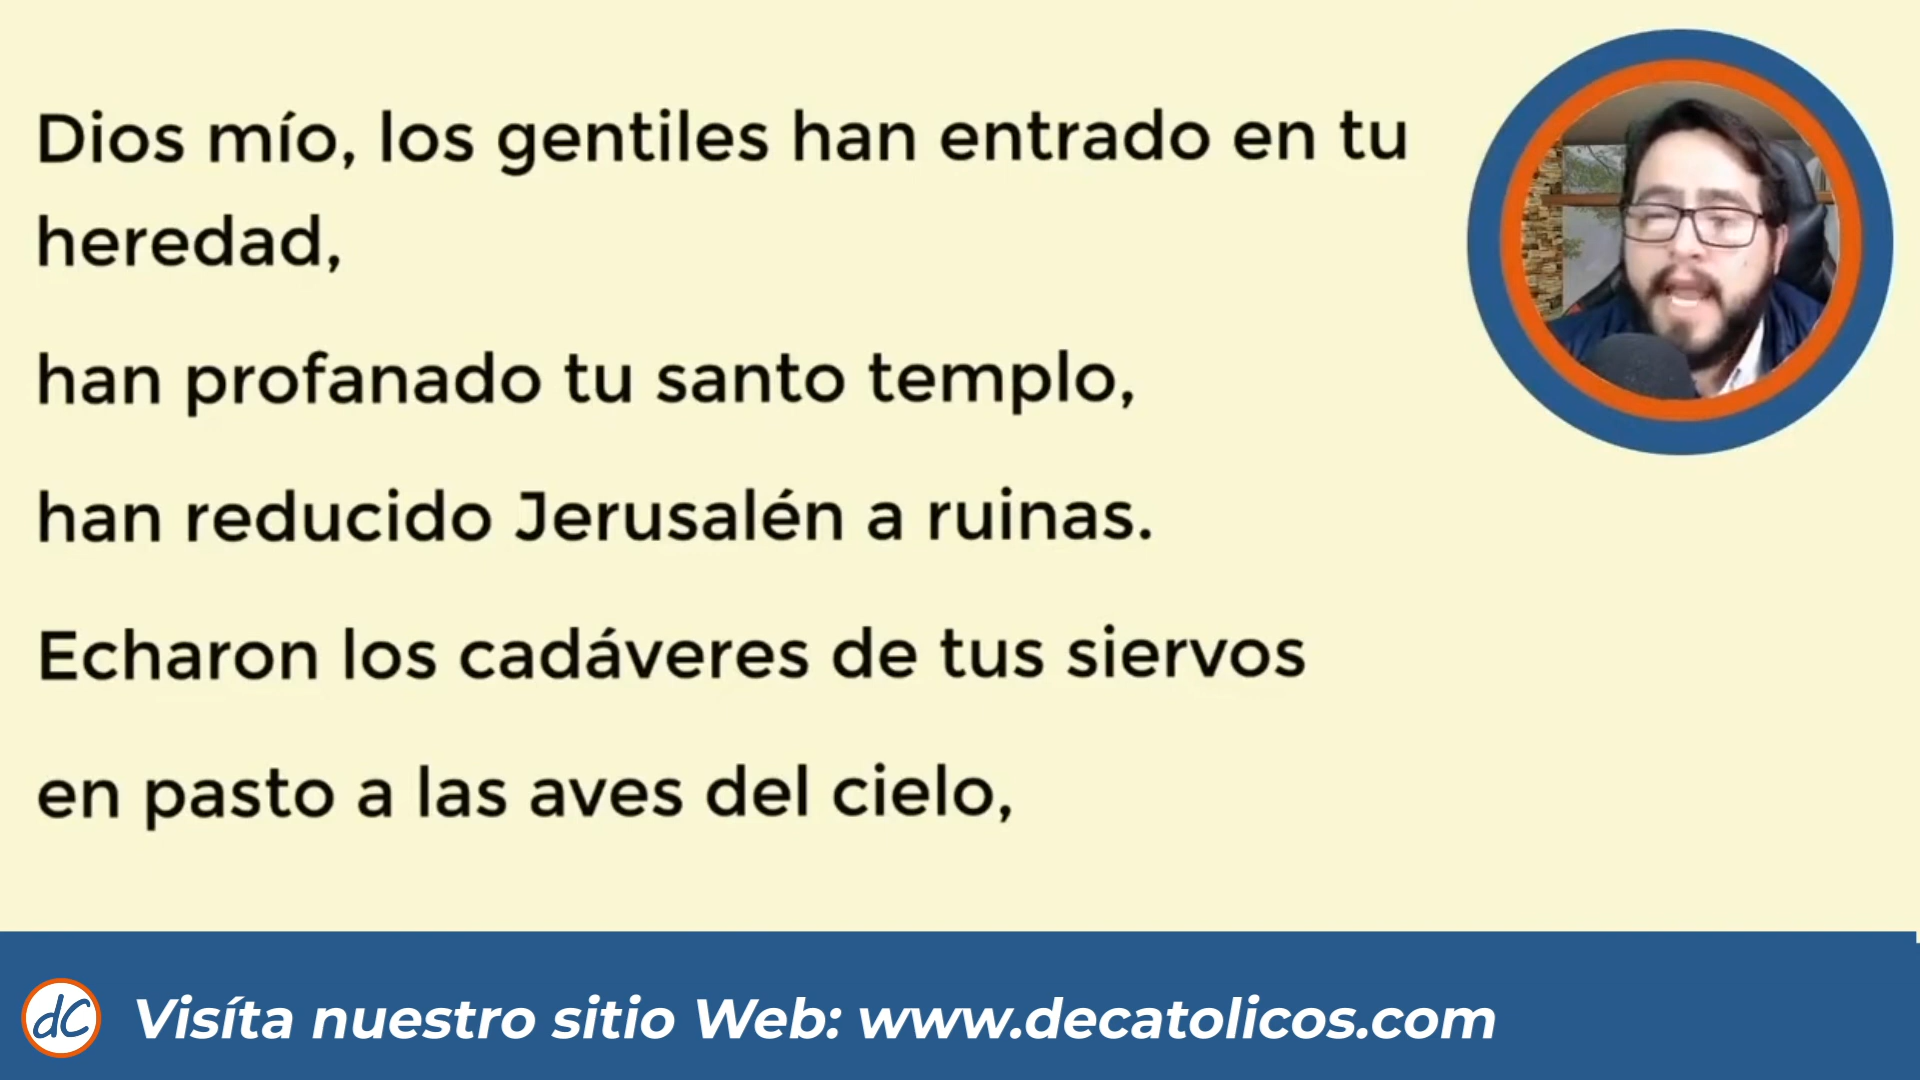 Dios mío, los gentiles han entrado en tu
heredad,
han profanado tu santo templo,
han reducido Jerusalén a ruinas.
Echaron los cadáveres de tus siervos
en pasto a las aves del cielo,
dC
Visíta nuestro sitio Web: www.decatolicos.com